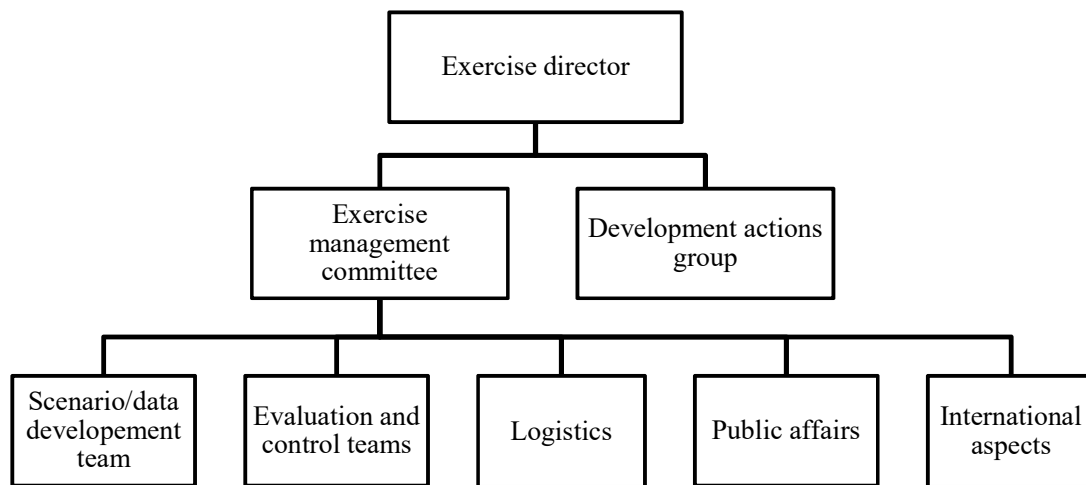 Exercise director
Exercise
management
committee
Development actions
group
Scenario/data
developement
team
Evaluation and
control teams
Logistics
Public affairs
International
aspects